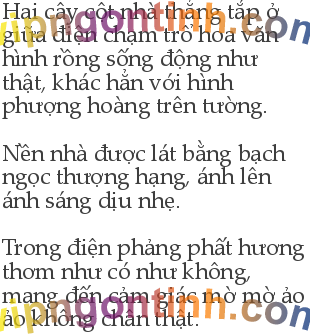 Hai cây cột nhà thẳng tắp ở
giữa điện chạm trổ hoa văn
hình rồng sống động như
thật, khác hẳn với hình
phượng hoàng trên tường.
Nền nhà được lát bằng bạch
ngọc thượng hạng, ánh lên
ánh sáng dịu nhẹ.
Trong điện phảng phất hương
thơm như có như không,
mang đến cảm giác mờ mờ ảo
ảo không chân thật.